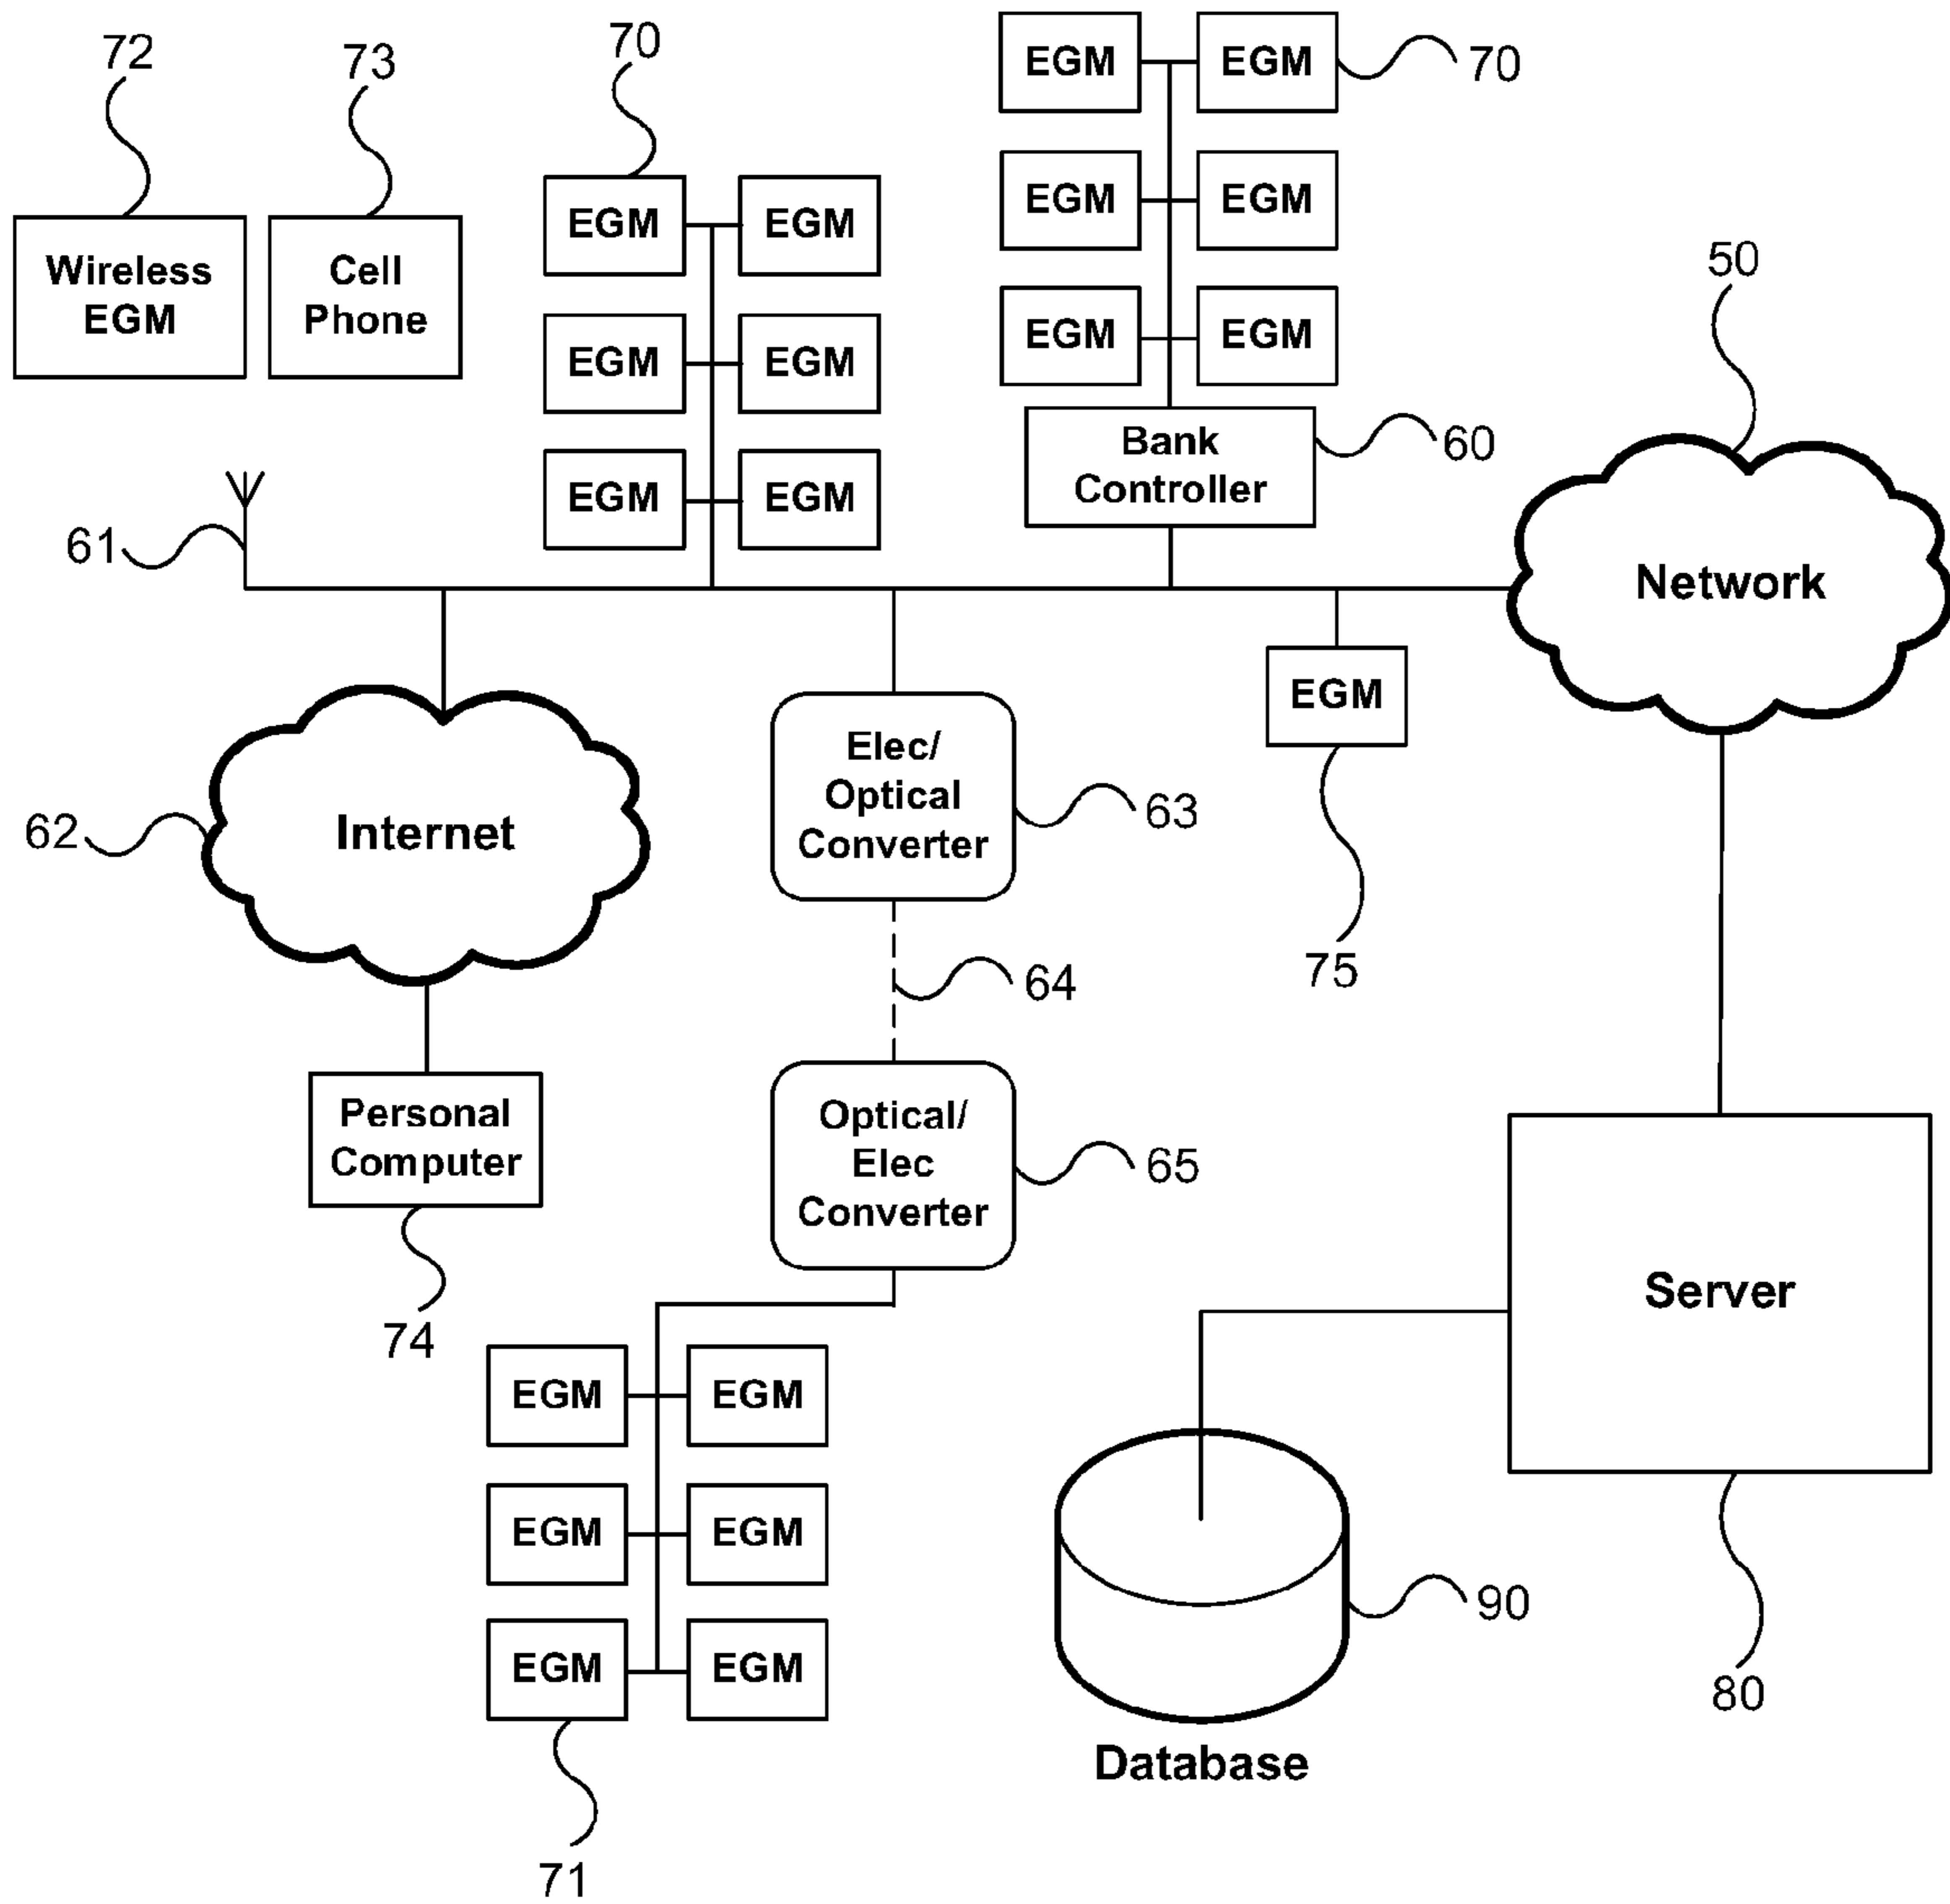 72
73
70
EGM
EGM
70
EGM
EGM
EGM
EGM
Wireless
EGM
Cell
Phone
EGM
EGM
EGM
EGM
EGM
EGM
Bank
Controller
60
50
61
Network
EGM
75
Internet
62
Elec/
Optical
Converter
63
64
Personal
Computer
74
Optical/
Elec
Converter
65
Server
80
EGM
EGM
EGM
EGM
EGM
EGM
71
90
Database